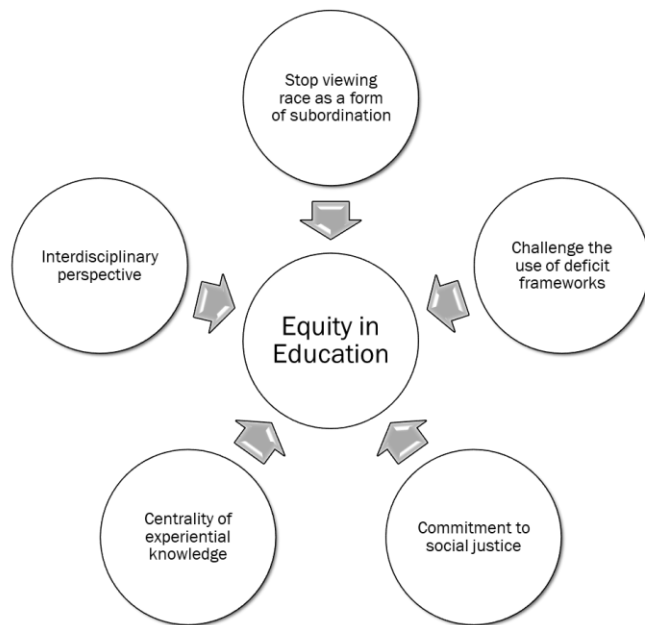 Stop viewing
race as a form
of subordination
Interdisciplinary
perspective
Challenge the
use of deficit
frameworks
Equity in
Education
Centrality of
experiential
knowledge
Commitment to
social justice